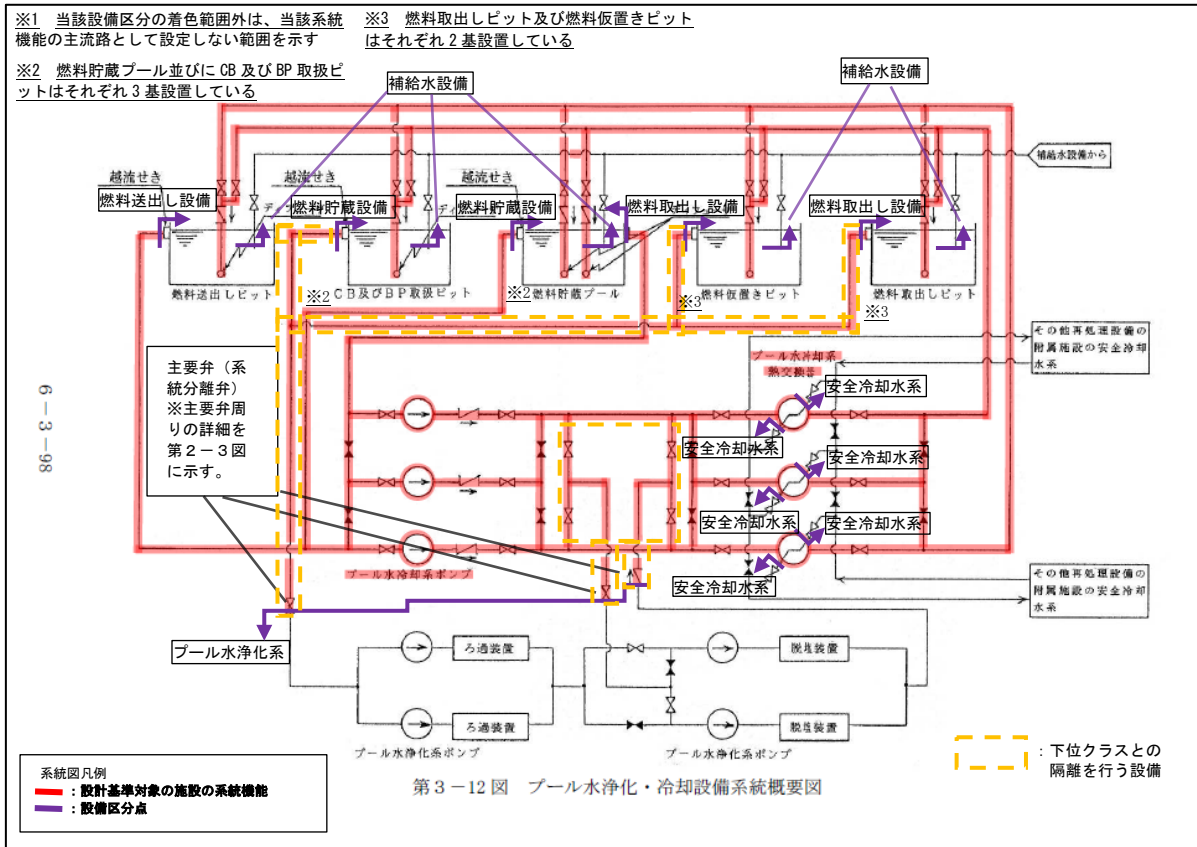 ※1　当該設備区分の着色範囲外は、当該系統
機能の主流路として設定しない範囲を示す
※3　燃料取出しピット及び燃料仮置きピット
はそれぞれ2基設置している
※2　燃料貯蔵プール並びにCB及びBP取扱ピ
ットはそれぞれ3基設置している
補給水設備
補給水設備
補給水設備から
越流せき
越流せき
越流せき
燃料送出し設備
燃料貯蔵設備
燃料貯蔵設備
燃料取出し設備
燃料取出し設備
燃料送出しピット
※2
CB及びBP取扱ピット
※2
燃料貯蔵プール
※3
燃料仮置きピット
燃料取出しピット
※3
その他再処理設備の
附属施設の安全冷却
水系
プール水冷却系
熱交換器
安全冷却水系
安全冷却水系
安全冷却水系
安全冷却水系
安全冷却水系
安全冷却水系
主要弁（系
統分離弁）
※主要弁周
りの詳細を
第2－3図
に示す。
6－3－98
プール水冷却系ポンプ
その他再処理設備の
附属施設の安全冷却
水系
プール水浄化系
ろ過装置
脱塩装置
ろ過装置
脱塩装置
プール水浄化系ポンプ
プール水浄化系ポンプ
：下位クラスとの
隔離を行う設備
系統図凡例
：設計基準対象の施設の系統機能
：設備区分点
第3－12図　プール水浄化・冷却設備系統概要図